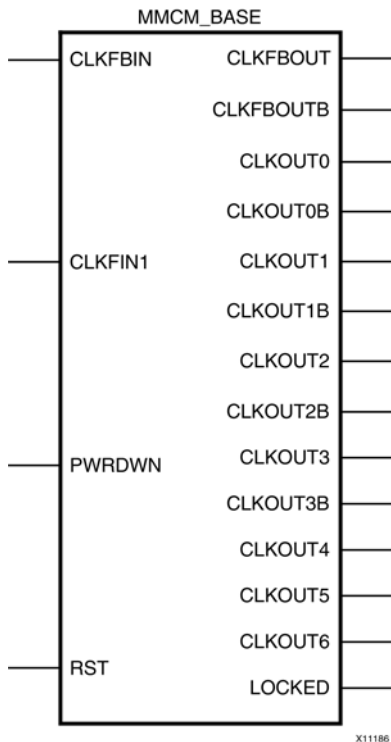 MMCM_BASE
CLKFBIN CLKFBOUT
CLKFBOUTB
CLKOUT0
CLKOUT0B
CLKFIN1 CLKOUT1
CLKOUT1B
CLKOUT2
CLKOUT2B
PWRDWN CLKOUT3
CLKOUT3B
CLKOUT4
CLKOUT5
CLKOUT6
RST
LOCKED
X11186